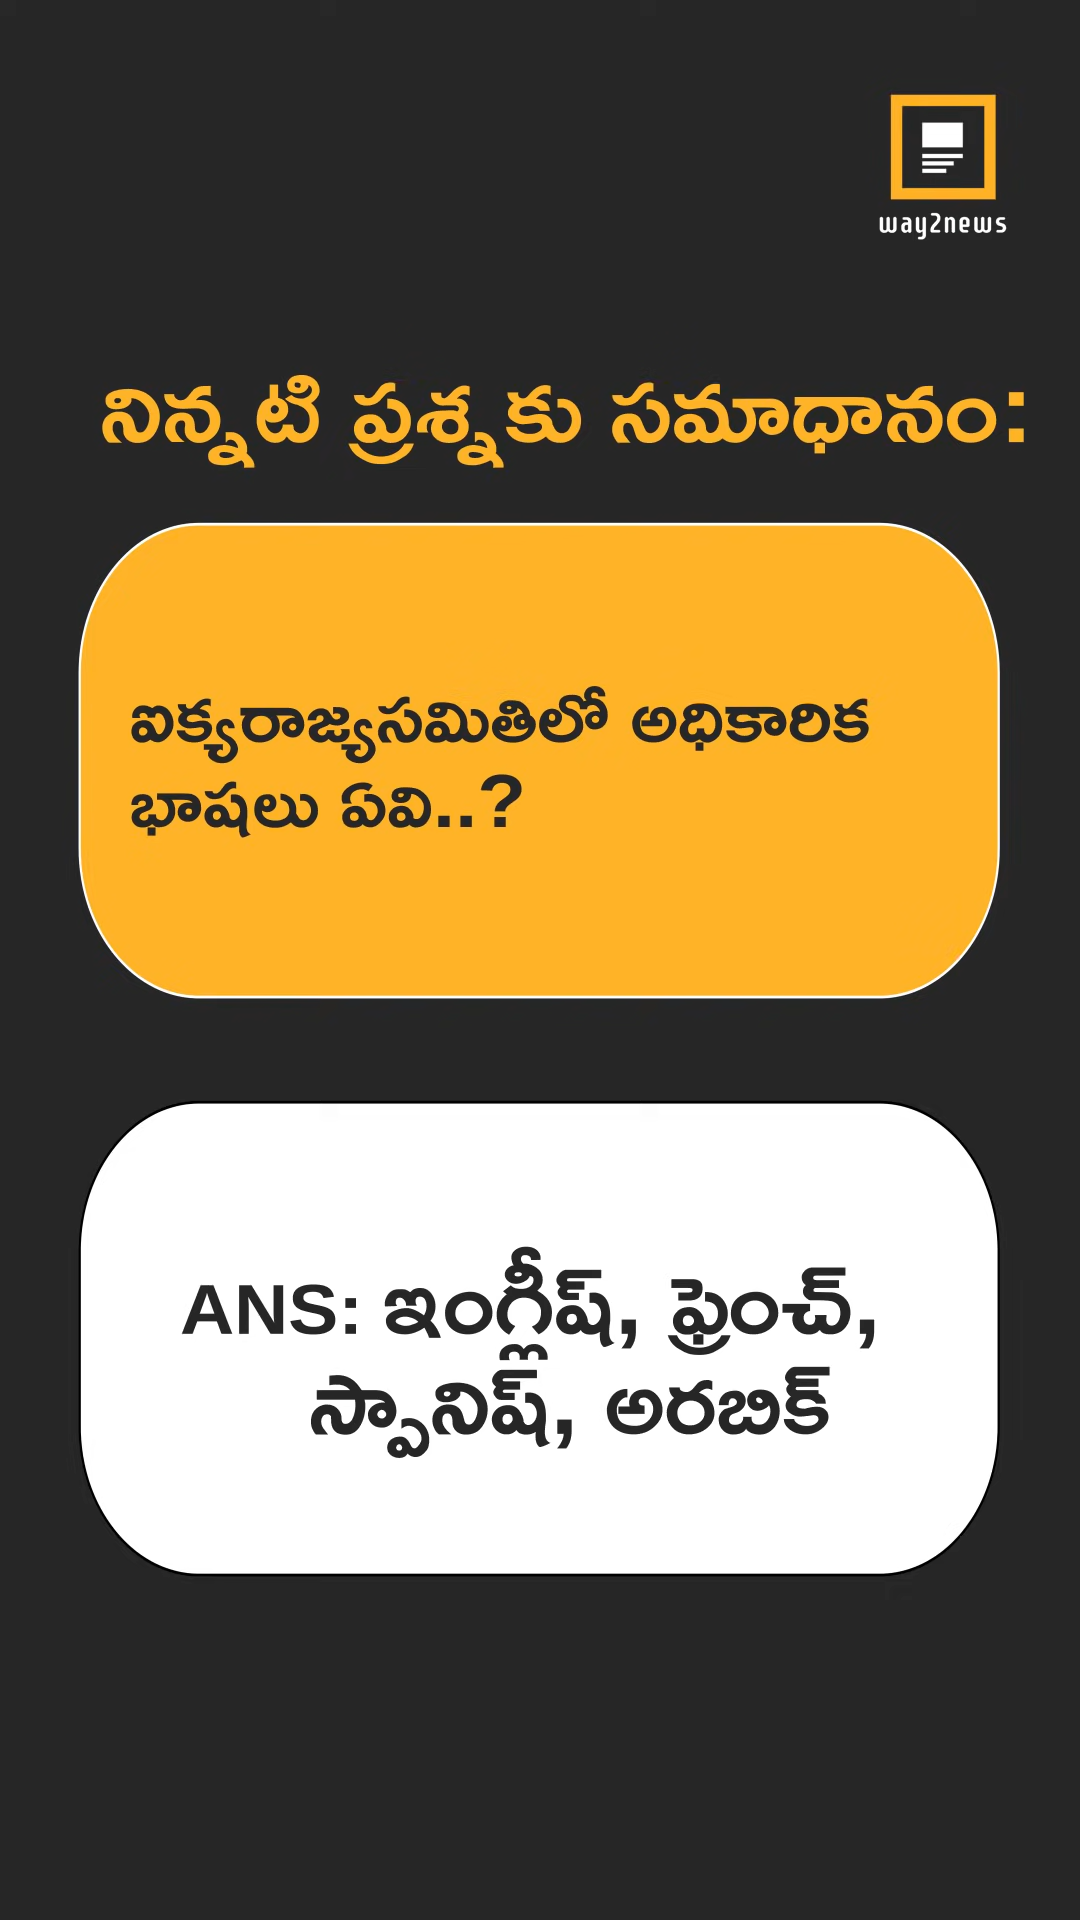 way2news
నిన్నటి ప్రశ్నకు సమాధానం:
ఐక్యరాజ్యసమితిలో అధికారిక
భాషలు ఏవి..?
ANS: ఇంగ్లీష్, ఫ్రెంచ్,
స్పానిష్, అరబిక్